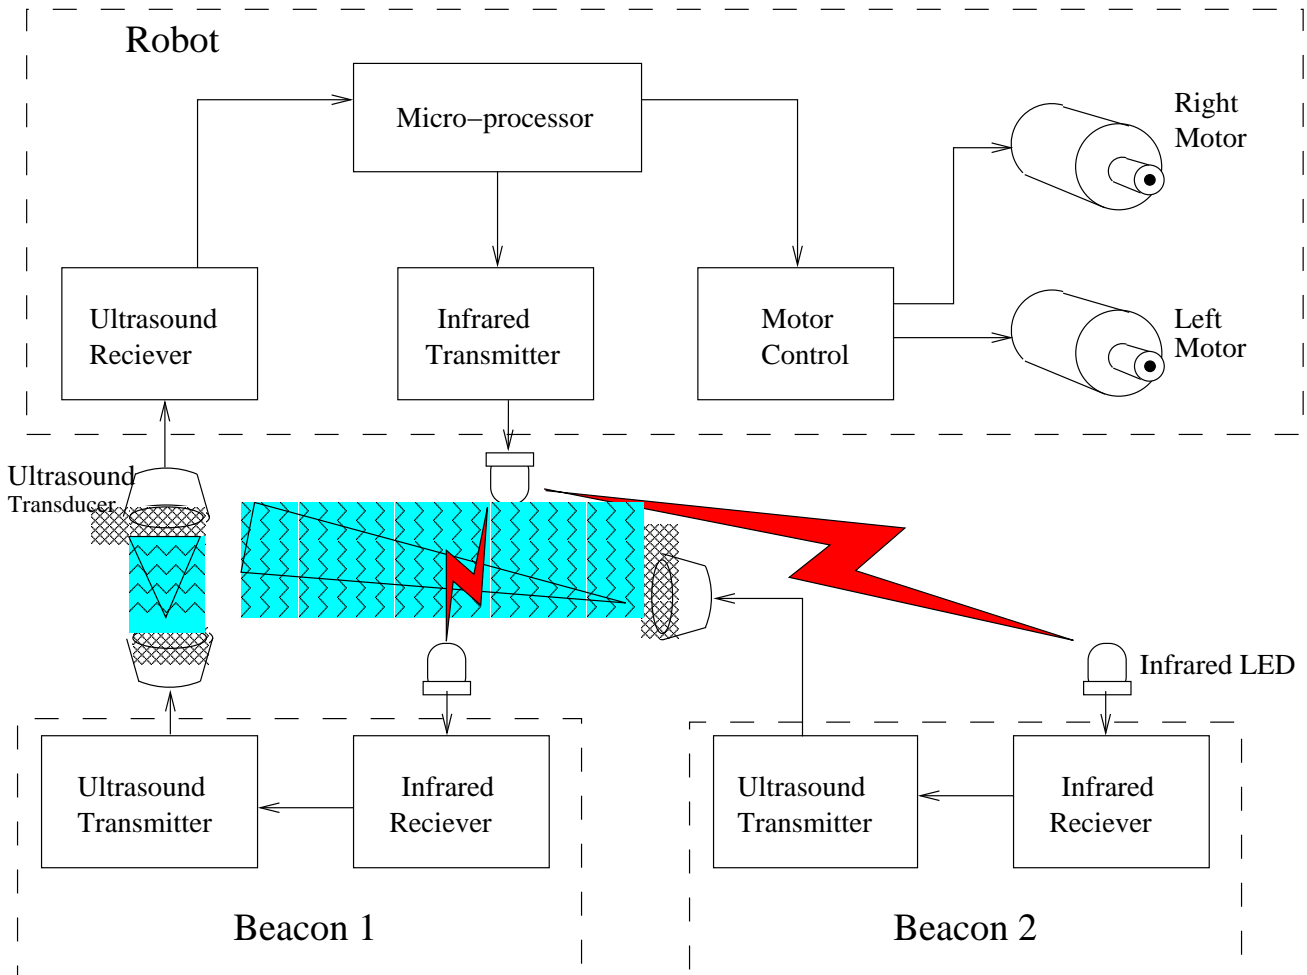 Robot
Micro-processor
Right
Motor
Ultrasound
Reciever
Infrared
Transmitter
Motor
Control
Left
Motor
Ultrasound
Transducer
Infrared LED
Ultrasound
Transmitter
Infrared
Reciever
Ultrasound
Transmitter
Infrared
Reciever
Beacon 1
Beacon 2